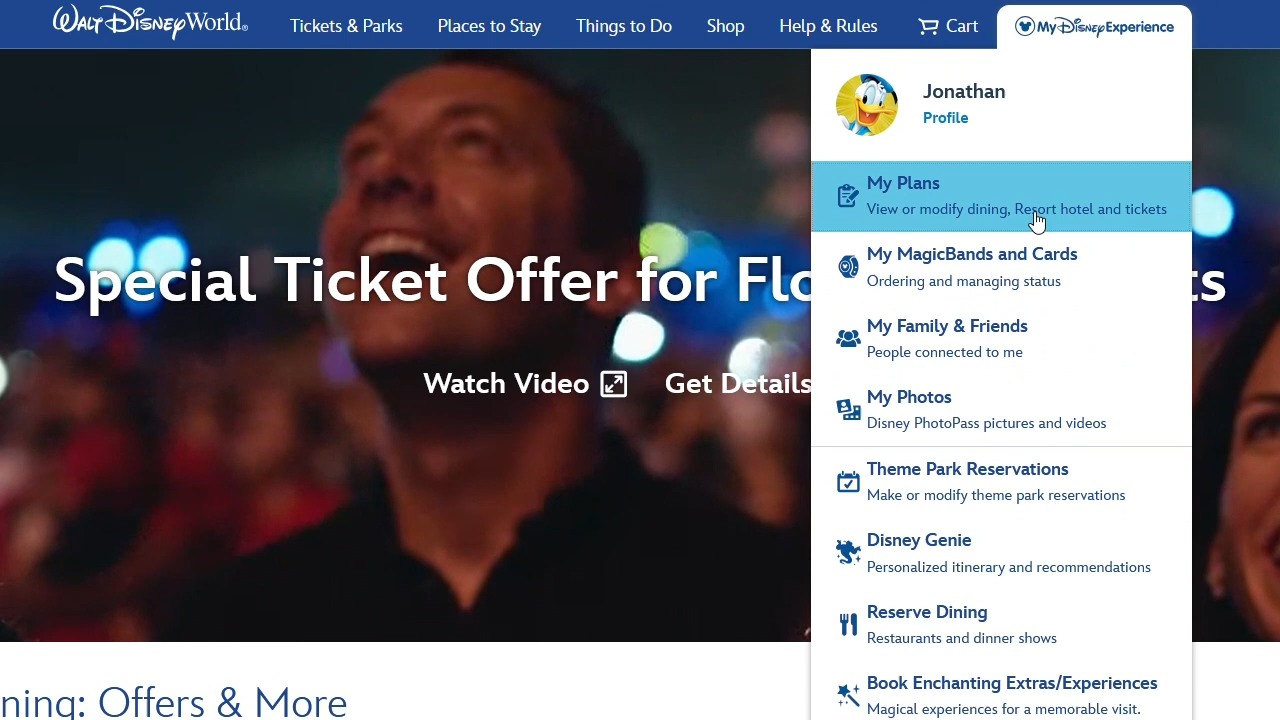 WALT DISNEY World®
Tickets & Parks
Places to Stay
Things to Do
Shop
Help & Rules
Cart
My Disney Experience
Jonathan
Profile
My Plans
View or modify dining, Resort hotel and tickets
My MagicBands and Cards
Ordering and managing status
My Family & Friends
People connected to me
My Photos
Disney PhotoPass pictures and videos
Theme Park Reservations
Make or modify theme park reservations
Disney Genie
Personalized itinerary and recommendations
Reserve Dining
Restaurants and dinner shows
Book Enchanting Extras/Experiences
Magical experiences for a memorable visit.
Special Ticket Offer for Flo ts
Watch Video
Get Details
ning: Offers & More